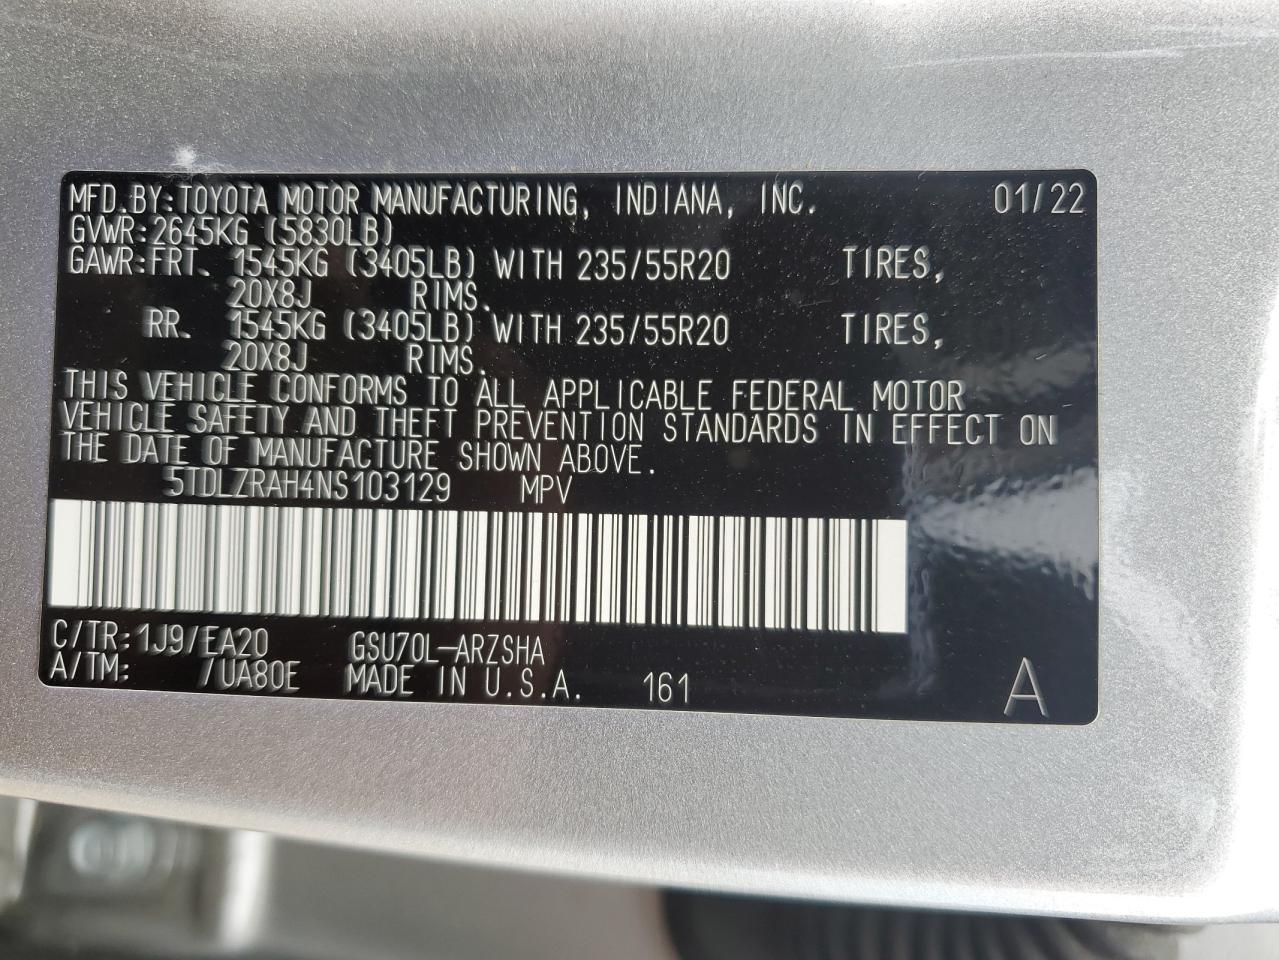 MFD.BY:TOYOTA MOTOR MANUFACTURING, INDIANA, INC. 01/22
GVWR:2645KG (5830LB)
GAWR:FRT. 1545KG (3405LB) WITH 235/55R20 TIRES,
20X8J RIMS.
RR. 1545KG (3405LB) WITH 235/55R20 TIRES,
20X8J RIMS.
THIS VEHICLE CONFORMS TO ALL APPLICABLE FEDERAL MOTOR
VEHICLE SAFETY AND THEFT PREVENTION STANDARDS IN EFFECT ON
THE DATE OF MANUFACTURE SHOWN ABOVE.
5TDLZRAH4NS103129 MPV
C/TR:1J9/EA20 GSU70L-ARZSHA
A/TM: /UA80E MADE IN U.S.A. 161 A